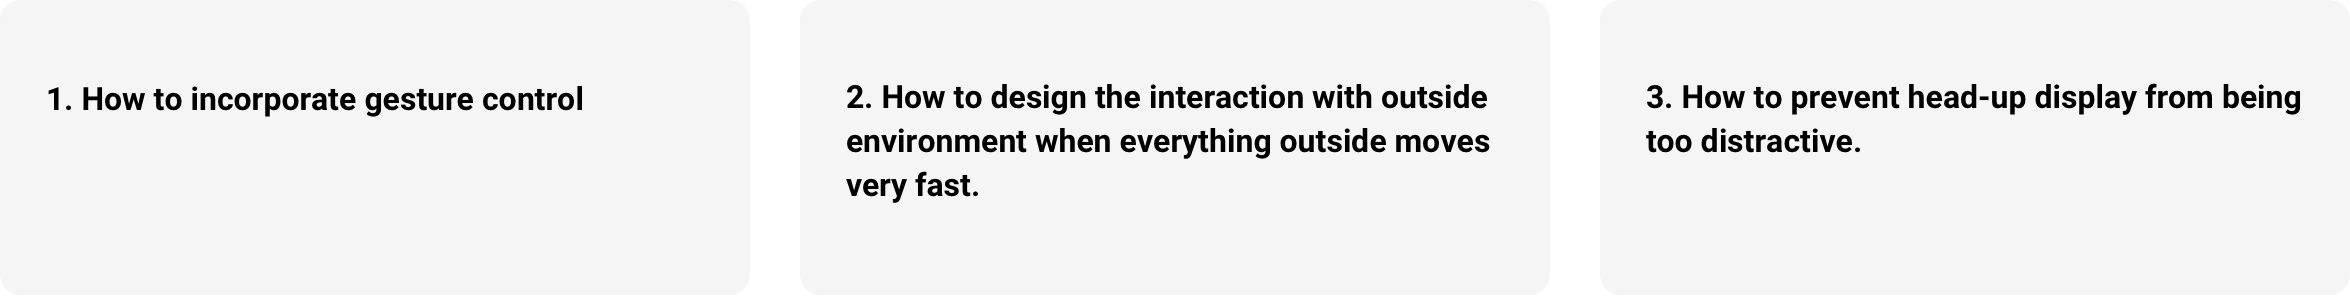 1. How to incorporate gesture control
2. How to design the interaction with outside
environment when everything outside moves
very fast.
3. How to prevent head-up display from being
too distractive.